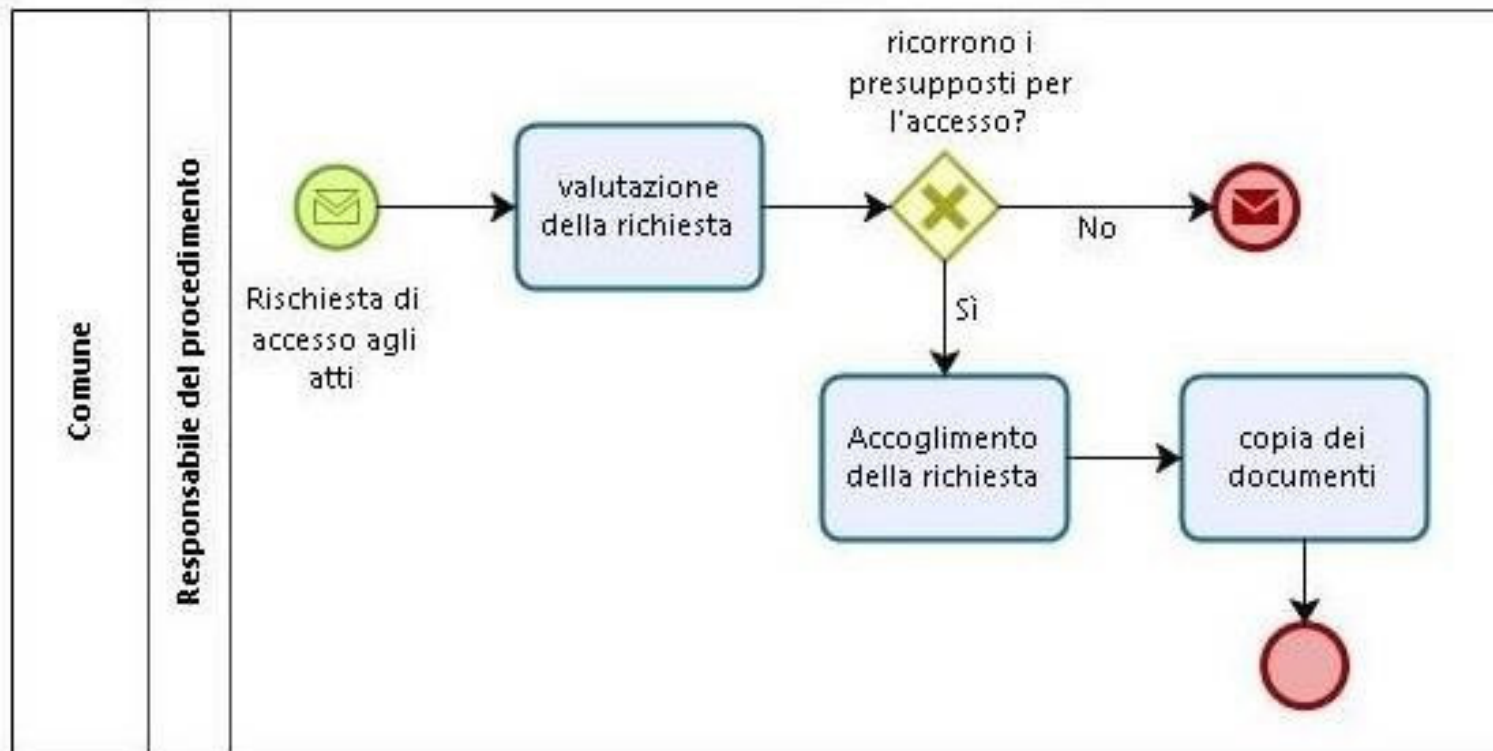 Comune
Responsabile del procedimento
Rischiesta di
accesso agli
atti
valutazione
della richiesta
ricorrono i
presupposti per
l'accesso?
No
Sì
Accoglimento
della richiesta
copia dei
documenti